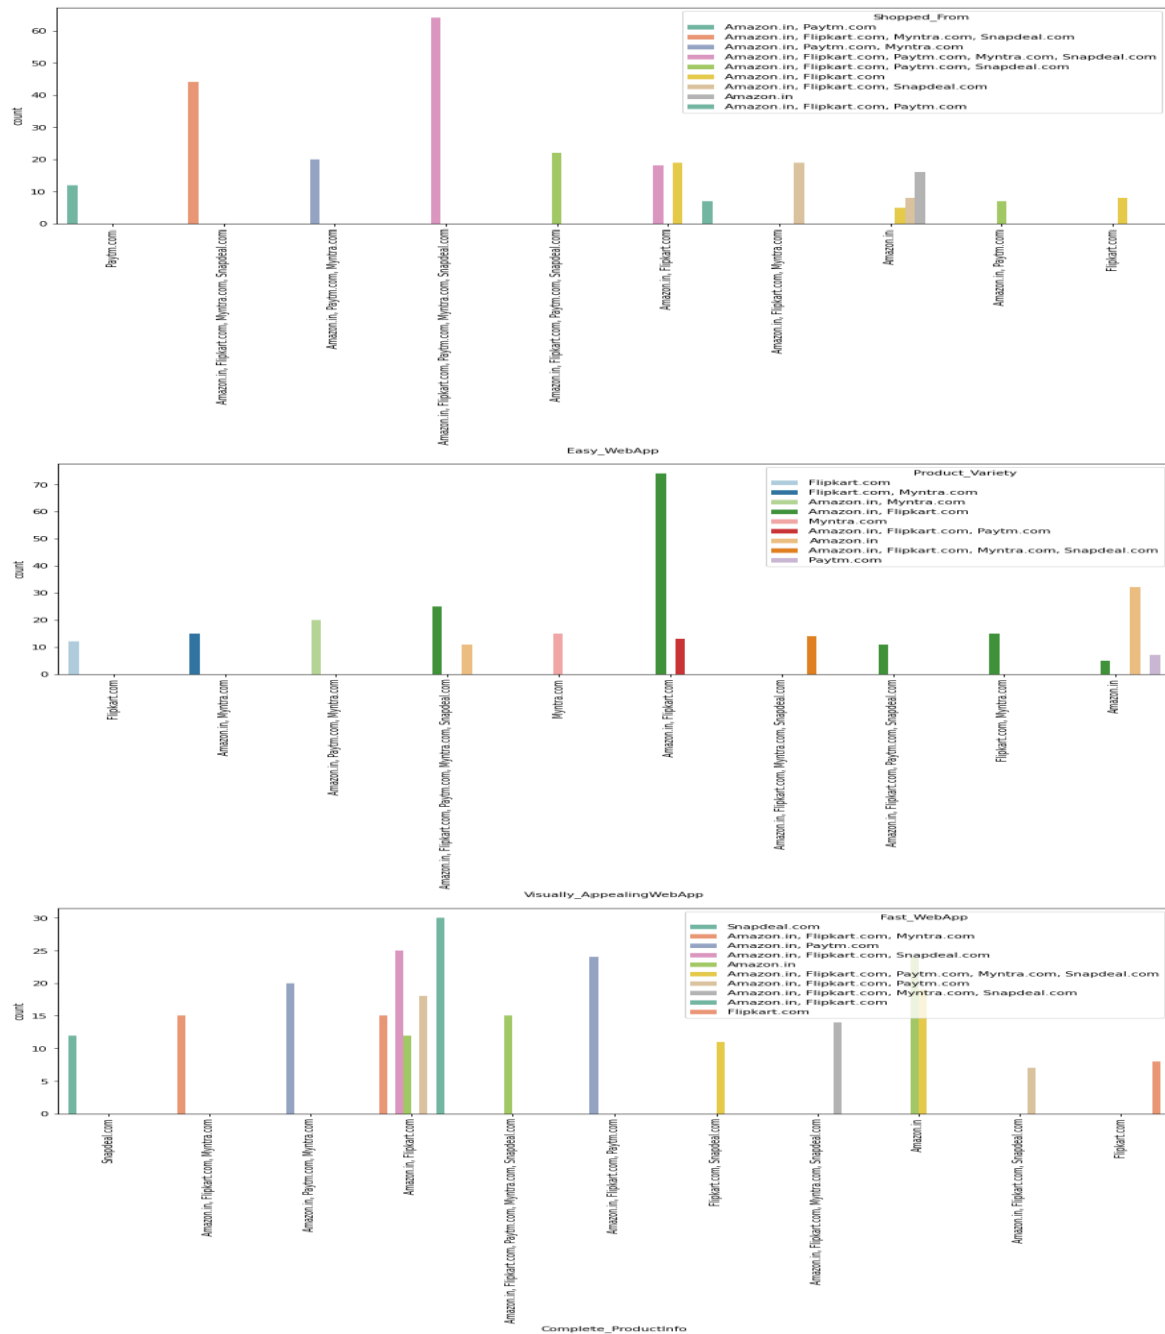 Shopped_From
Amazon.in, Paytm.com
Amazon.in, Flipkart.com, Myntra.com, Snapdeal.com
Amazon.in, Paytm.com, Myntra.com
Amazon.in, Flipkart.com, Paytm.com, Myntra.com, Snapdeal.com
Amazon.in, Flipkart.com, Paytm.com, Snapdeal.com
Amazon.in, Flipkart.com
Amazon.in, Flipkart.com, Snapdeal.com
Amazon.in
Amazon.in, Flipkart.com, Paytm.com
60
50
40
30
20
10
0
count
Paytm.com
Amazon.in, Flipkart.com, Myntra.com, Snapdeal.com
Amazon.in, Paytm.com, Myntra.com
Amazon.in, Flipkart.com, Paytm.com, Myntra.com, Snapdeal.com
Amazon.in, Flipkart.com, Paytm.com, Snapdeal.com
Amazon.in, Flipkart.com
Amazon.in, Flipkart.com, Myntra.com
Amazon.in
Amazon.in, Paytm.com
Flipkart.com
Easy_WebApp
Product_Variety
Flipkart.com
Flipkart.com, Myntra.com
Amazon.in, Myntra.com
Amazon.in, Flipkart.com
Myntra.com
Amazon.in, Flipkart.com, Paytm.com
Amazon.in
Amazon.in, Flipkart.com, Myntra.com, Snapdeal.com
Paytm.com
70
60
50
40
30
20
10
0
count
Flipkart.com
Amazon.in, Myntra.com
Amazon.in, Paytm.com, Myntra.com
Amazon.in, Flipkart.com, Paytm.com, Myntra.com, Snapdeal.com
Myntra.com
Amazon.in, Flipkart.com
Amazon.in, Flipkart.com, Myntra.com, Snapdeal.com
Amazon.in, Flipkart.com, Paytm.com, Snapdeal.com
Flipkart.com, Myntra.com
Amazon.in
Visually_AppealingWebApp
Fast_WebApp
Snapdeal.com
Amazon.in, Flipkart.com, Myntra.com
Amazon.in, Paytm.com
Amazon.in, Flipkart.com, Snapdeal.com
Amazon.in
Amazon.in, Flipkart.com, Paytm.com, Myntra.com, Snapdeal.com
Amazon.in, Flipkart.com, Paytm.com
Amazon.in, Flipkart.com, Myntra.com, Snapdeal.com
Amazon.in, Flipkart.com
Flipkart.com
30
25
20
15
10
5
0
count
Snapdeal.com
Amazon.in, Flipkart.com, Myntra.com
Amazon.in, Paytm.com, Myntra.com
Amazon.in, Flipkart.com
Amazon.in, Flipkart.com, Paytm.com, Myntra.com, Snapdeal.com
Amazon.in, Flipkart.com, Paytm.com
Flipkart.com, Snapdeal.com
Amazon.in, Flipkart.com, Myntra.com, Snapdeal.com
Amazon.in
Amazon.in, Flipkart.com, Snapdeal.com
Flipkart.com
Complete_ProductInfo